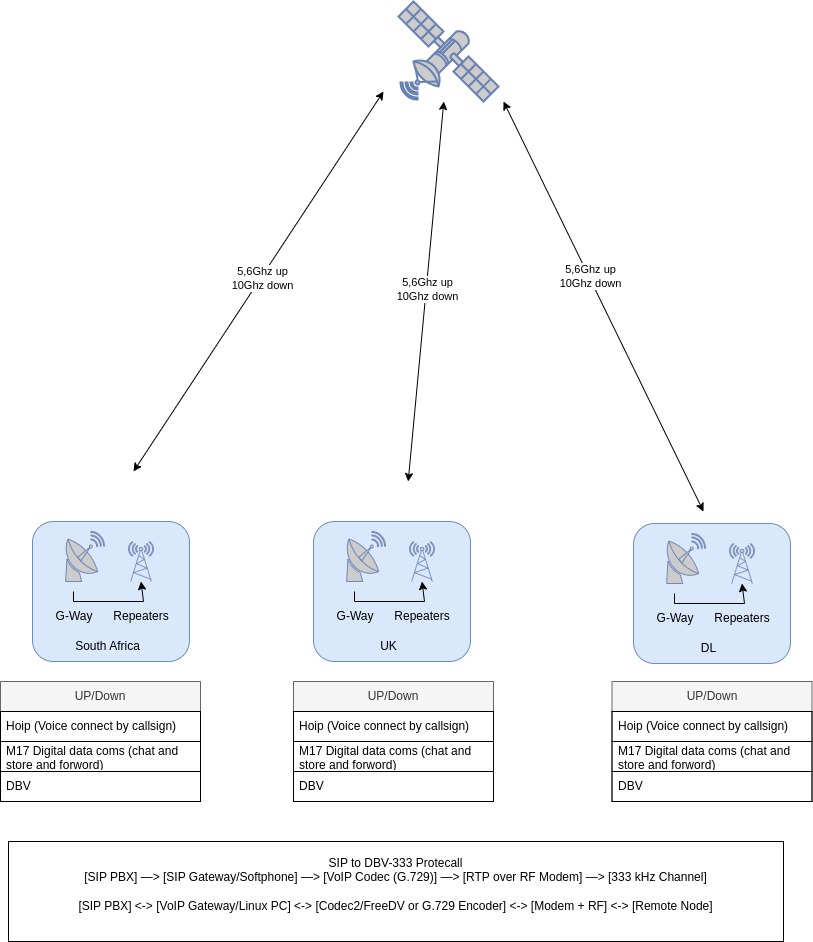 5,6Ghz up
10Ghz down
5,6Ghz up
10Ghz down
5,6Ghz up
10Ghz down
G-Way Repeaters
South Africa
G-Way Repeaters
UK
G-Way Repeaters
DL
UP/Down
Hoip (Voice connect by callsign)
M17 Digital data coms (chat and
store and forword)
DBV
UP/Down
Hoip (Voice connect by callsign)
M17 Digital data coms (chat and
store and forword)
DBV
UP/Down
Hoip (Voice connect by callsign)
M17 Digital data coms (chat and
store and forword)
DBV
SIP to DBV-333 Protecall
[SIP PBX] —> [SIP Gateway/Softphone] —> [VoIP Codec (G.729)] —> [RTP over RF Modem] —> [333 kHz Channel]
[SIP PBX] <-> [VoIP Gateway/Linux PC] <-> [Codec2/FreeDV or G.729 Encoder] <-> [Modem + RF] <-> [Remote Node]